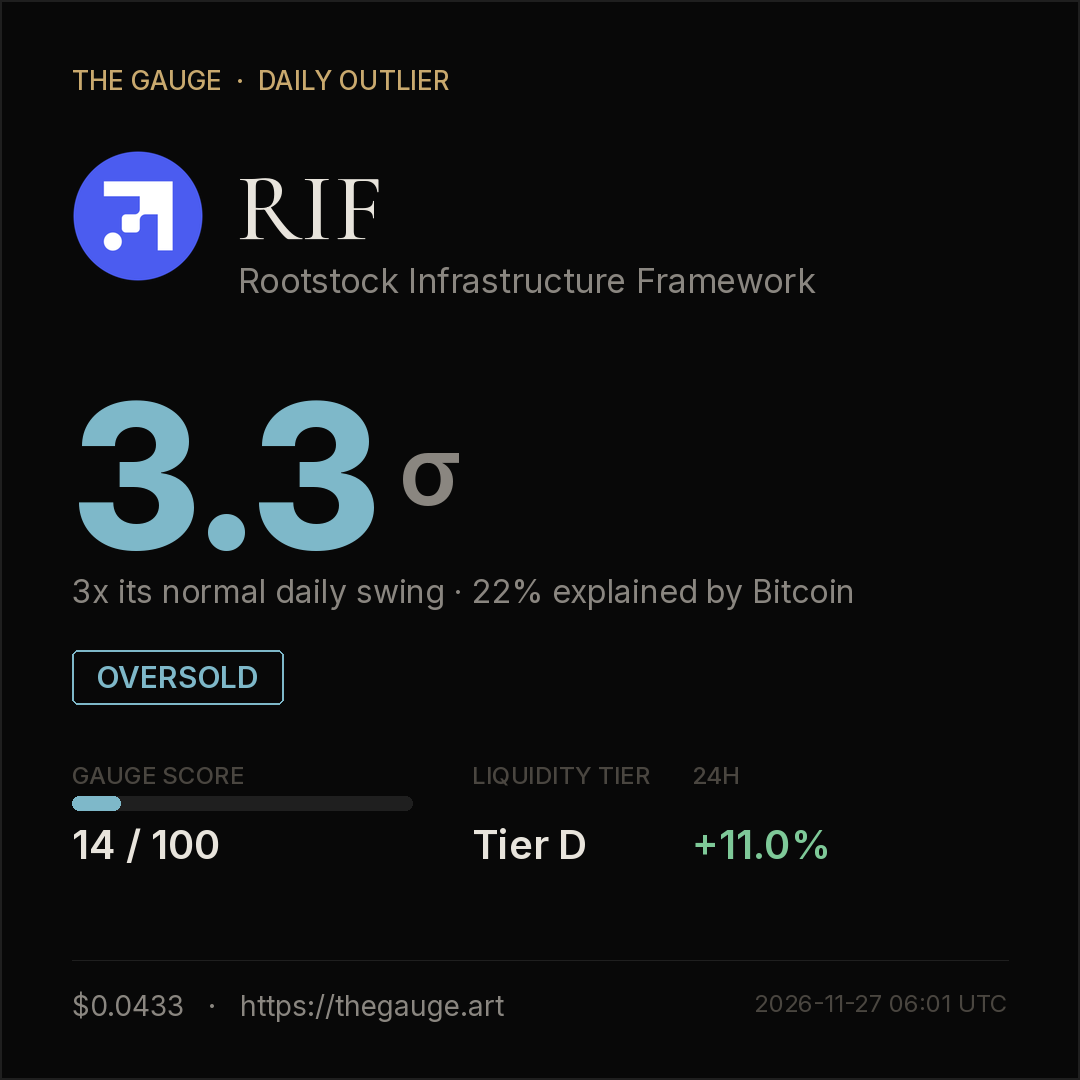 THE GAUGE · DAILY OUTLIER
RIF
Rootstock Infrastructure Framework
3.3 σ
3x its normal daily swing · 22% explained by Bitcoin
OVERSOLD
GAUGE SCORE LIQUIDITY TIER 24H
14 / 100 Tier D +11.0%
$0.0433 · https://thegauge.art 2026-11-27 06:01 UTC